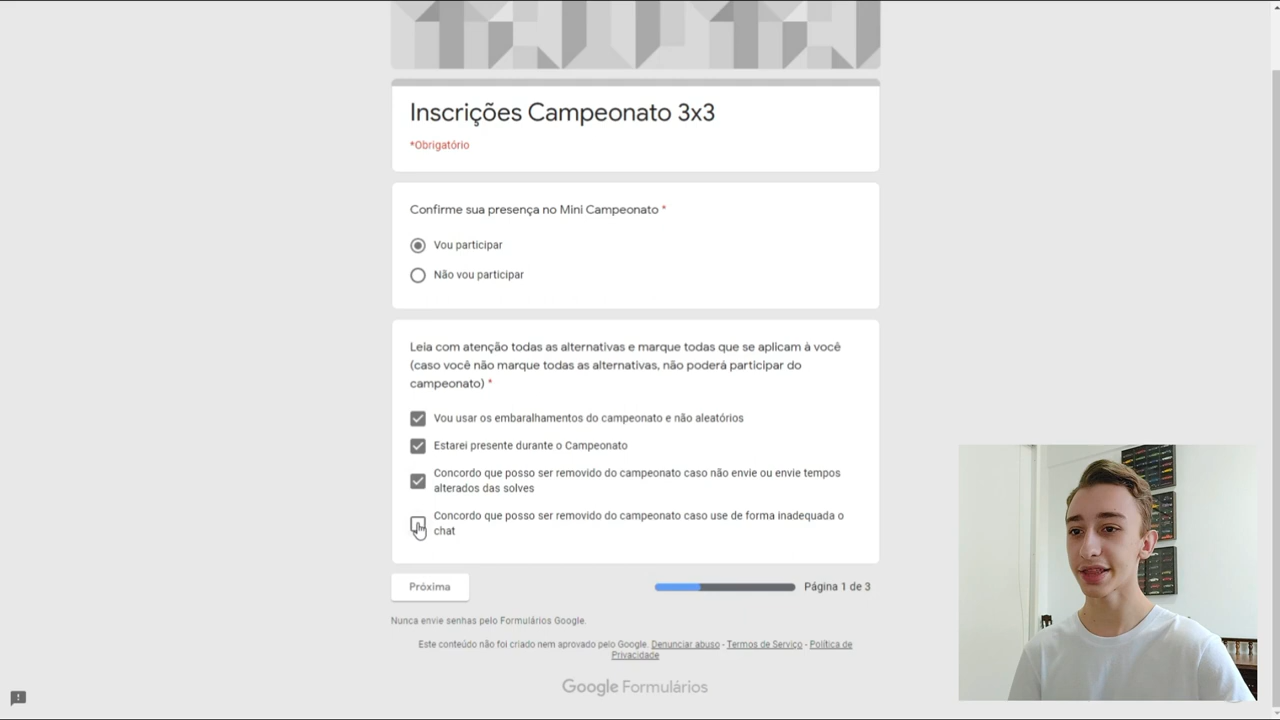 Inscrições Campeonato 3x3
*Obrigatório
Confirme sua presença no Mini Campeonato *
Vou participar
Não vou participar
Leia com atenção todas as alternativas e marque todas que se aplicam à você
(caso você não marque todas as alternativas, não poderá participar do
campeonato) *
Vou usar os embaralhamentos do campeonato e não aleatórios
Estarei presente durante o Campeonato
Concordo que posso ser removido do campeonato caso não envie ou envie tempos
alterados das solves
Concordo que posso ser removido do campeonato caso use de forma inadequada o
chat
Próxima
Página 1 de 3
Nunca envie senhas pelo Formulários Google.
Este conteúdo não foi criado nem aprovado pelo Google. Denunciar abuso - Termos de Serviço - Política de
Privacidade
Google Formulários